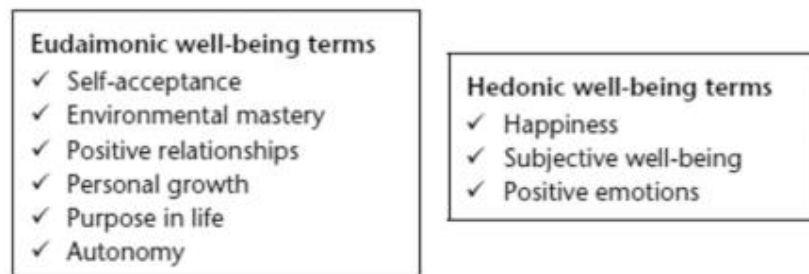 Eudaimonic well-being terms
✓ Self-acceptance
✓ Environmental mastery
✓ Positive relationships
✓ Personal growth
✓ Purpose in life
✓ Autonomy
Hedonic well-being terms
✓ Happiness
✓ Subjective well-being
✓ Positive emotions